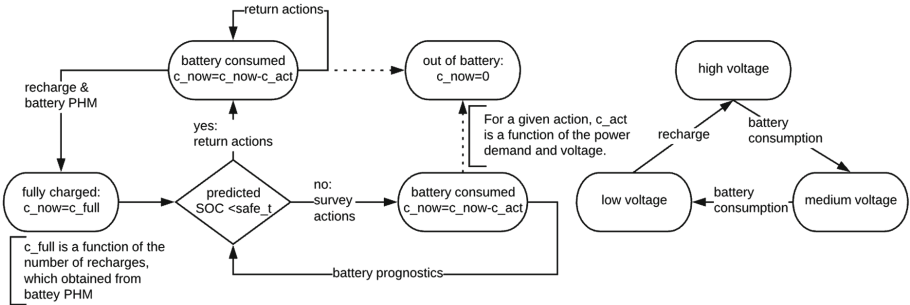 return actions
battery consumed
c_now=c_now-c_act
out of battery:
c_now=0
recharge &
battery PHM
yes:
return actions
For a given action, c_act
is a function of the power
demand and voltage.
fully charged:
c_now=c_full
predicted
SOC <safe_t
no:
survey
actions
battery consumed
c_now=c_now-c_act
c_full is a function of the
number of recharges,
which obtained from
battey PHM
battery prognostics
high voltage
recharge
battery
consumption
low voltage
battery
consumption
medium voltage